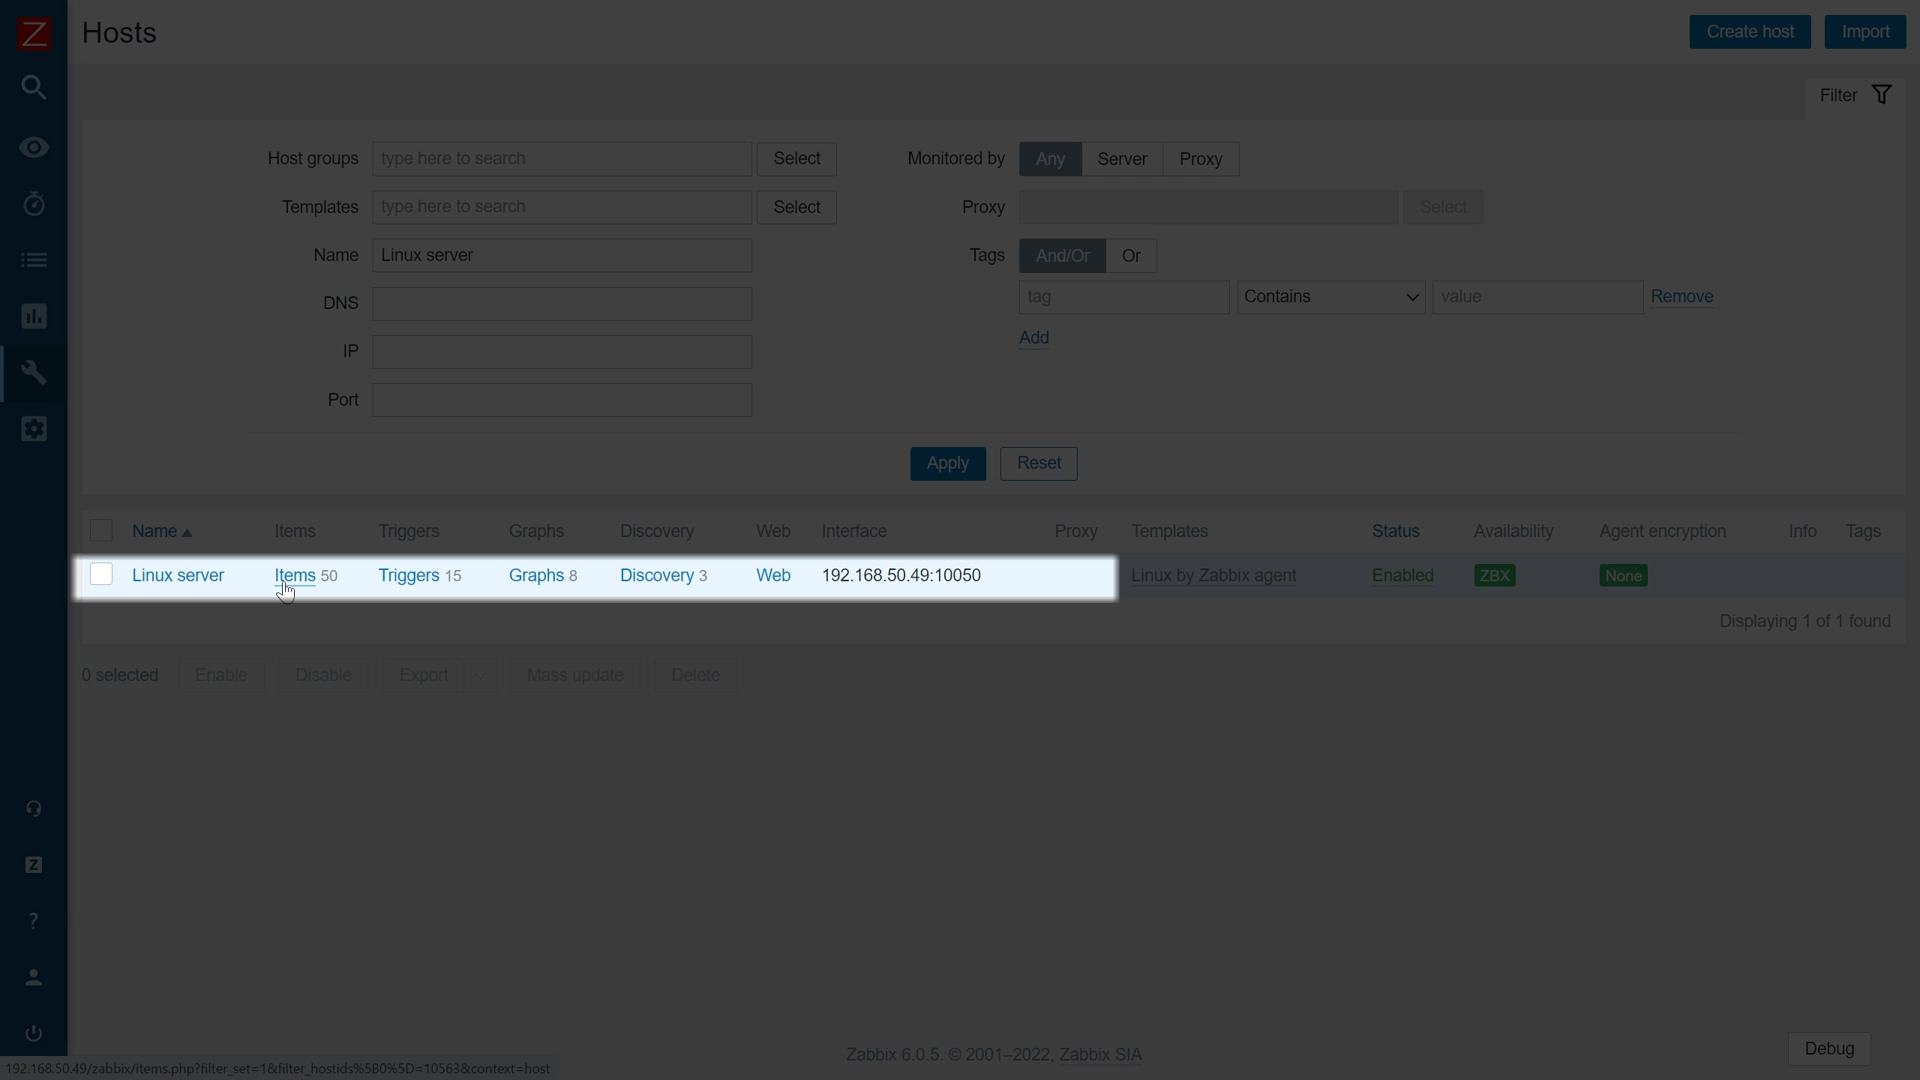 Z
Hosts
Create host
Import
Filter
Host groups
type here to search
Select
Monitored by
Any
Server
Proxy
Templates
type here to search
Select
Proxy
Select
Name
Linux server
Tags
And/Or
Or
DNS
tag
Contains
value
Remove
Add
IP
Port
Apply
Reset
Name Items Triggers Graphs Discovery Web Interface Proxy Templates Status Availability Agent encryption Info Tags
Linux server Items 50 Triggers 15 Graphs 8 Discovery 3 Web 192.168.50.49:10050 Linux by Zabbix agent Enabled ZBX None
Displaying 1 of 1 found
0 selected Enable Disable Export Mass update Delete
Z
?
Zabbix 6.0.5. © 2001–2022, Zabbix SIA
Debug
192.168.50.49/zabbix/items.php?filter_set=1&filter_hostids%5B0%5D=10563&context=host